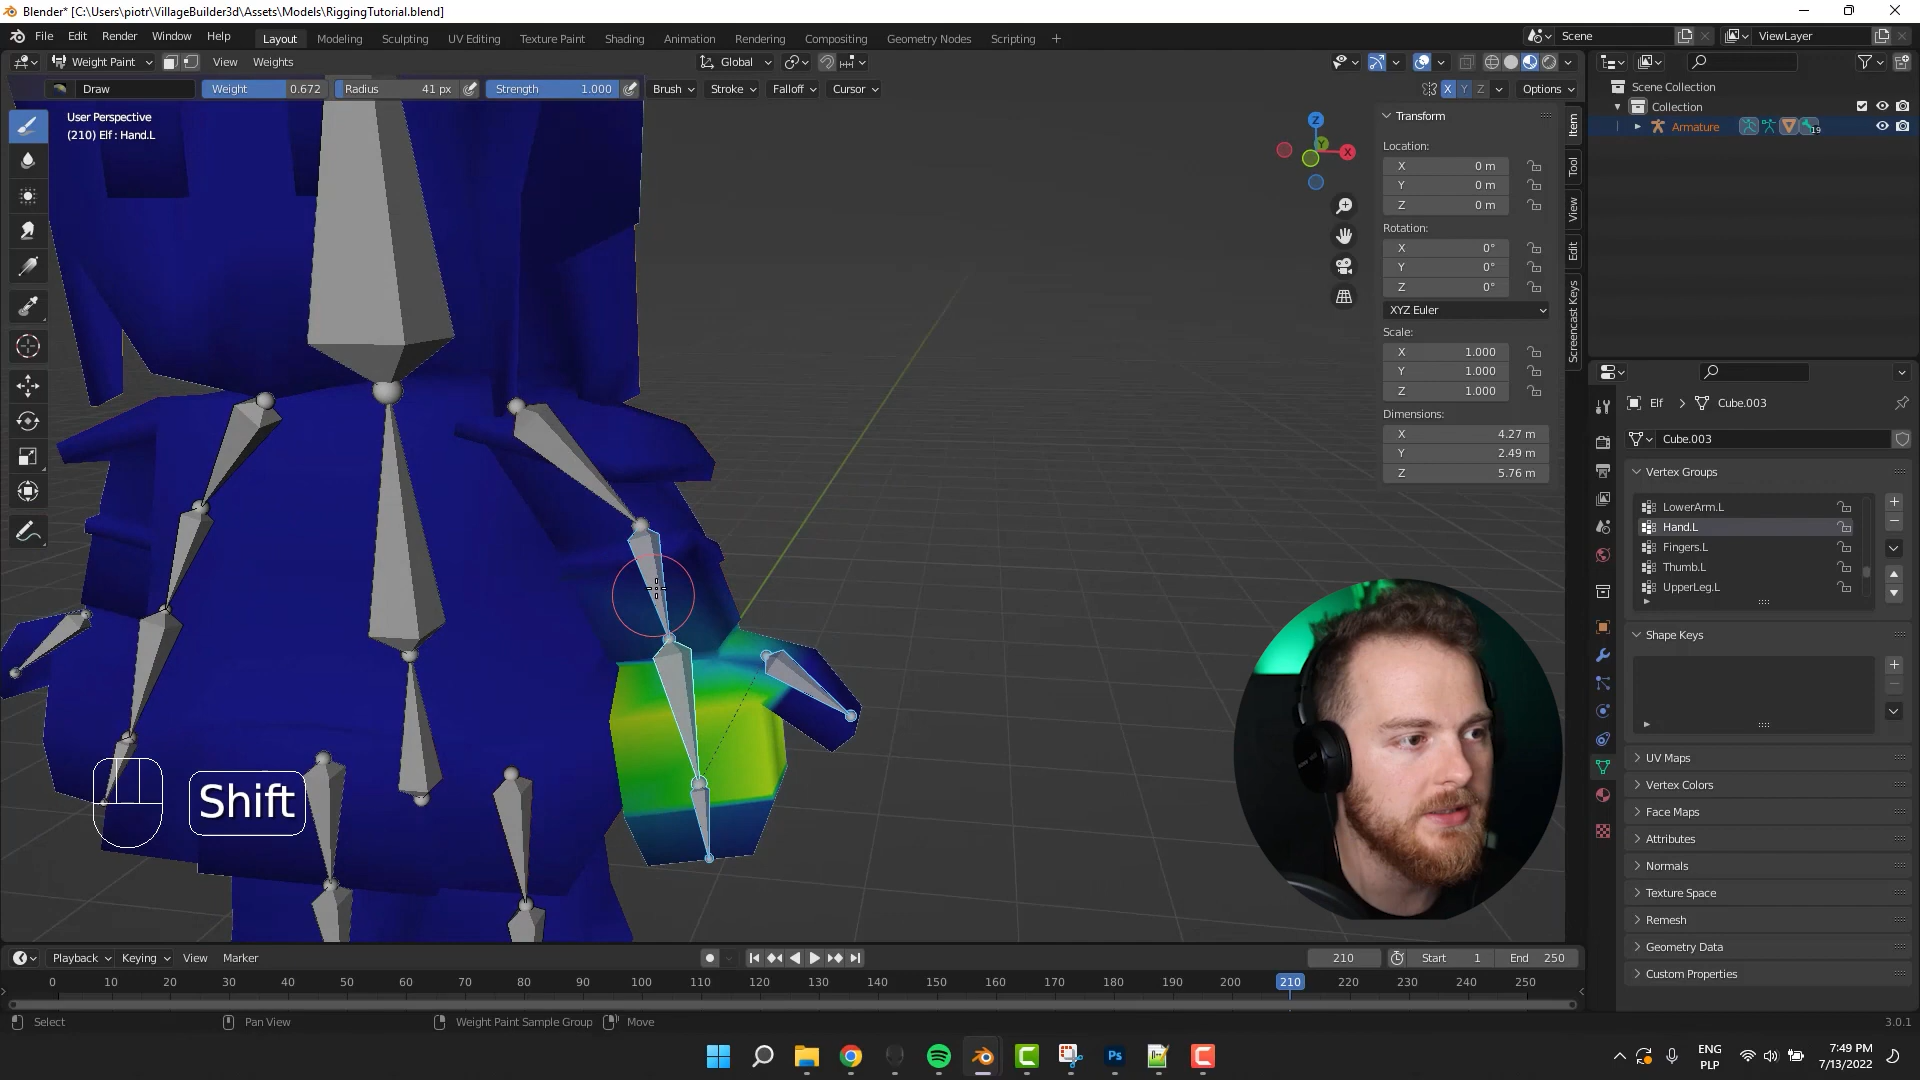 Blender* [C:\Users\piotr\VillageBuilder3d\Assets\Models\RiggingTutorial.blend]
File Edit Render Window Help Layout Modeling Sculpting UV Editing Texture Paint Shading Animation Rendering Compositing Geometry Nodes Scripting + Scene ViewLayer
Weight Paint View Weights Global Options
Draw Weight 0.672 Radius 41 px Strength 1.000 Brush Stroke Falloff Cursor X Y Z Options
User Perspective
(210) Elf : Hand.L
Z
Y
X
Transform
Location:
X 0 m
Y 0 m
Z 0 m
Rotation:
X 0°
Y 0°
Z 0°
XYZ Euler
Scale:
X 1.000
Y 1.000
Z 1.000
Dimensions:
X 4.27 m
Y 2.49 m
Z 5.76 m
Item
Tool
View
Edit
Screencast Keys
Scene Collection
Collection
Armature 19
Elf > Cube.003
Cube.003
Vertex Groups
LowerArm.L
Hand.L
Fingers.L
Thumb.L
UpperLeg.L
Shape Keys
UV Maps
Vertex Colors
Face Maps
Attributes
Normals
Texture Space
Remesh
Geometry Data
Custom Properties
Shift
Playback Keying View Marker 210 Start 1 End 250
0 10 20 30 40 50 60 70 80 90 100 110 120 130 140 150 160 170 180 190 200 210 220 230 240 250
Select Pan View Weight Paint Sample Group Move 3.0.1
Ps
ENG
PLP
7:49 PM
7/13/2022